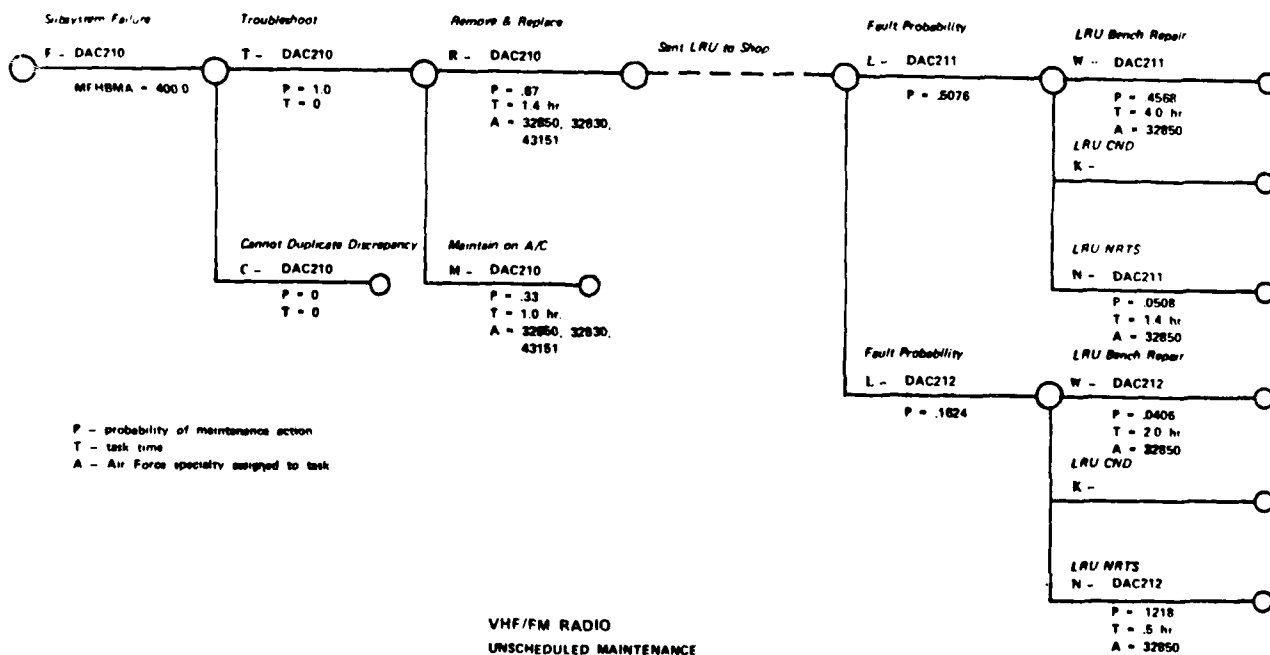 Subsystem Failure
F - DAC210
MFHBMA = 400.0
Troubleshoot
T - DAC210
P = 1.0
T = 0
Cannot Duplicate Discrepancy
C - DAC210
P = 0
T = 0
Remove & Replace
R - DAC210
P = .67
T = 1.4 hr
A = 32850, 32830,
43151
Maintain on A/C
M - DAC210
P = .33
T = 1.0 hr.
A = 32850, 32830,
43151
Sent LRU to Shop
Fault Probability
L - DAC211
P = .5076
LRU Bench Repair
W - DAC211
P = .4568
T = 4.0 hr
A = 32850
LRU CND
K -
LRU NRTS
N - DAC211
P = .0508
T = 1.4 hr
A = 32850
Fault Probability
L - DAC212
P = .1624
LRU Bench Repair
W - DAC212
P = .0406
T = 2.0 hr
A = 32850
LRU CND
K -
LRU NRTS
N - DAC212
P = .1218
T = .5 hr
A = 32850
P - probability of maintenance action
T - task time
A - Air Force specialty assigned to task
VHF/FM RADIO
UNSCHEDULED MAINTENANCE